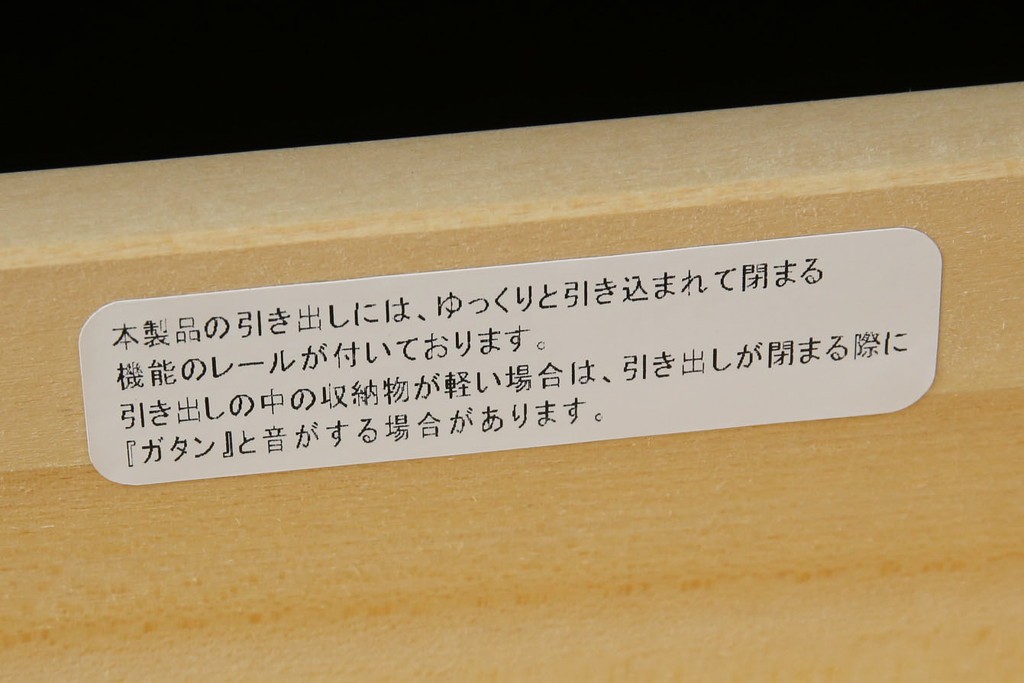 本製品の引き出しには、ゆっくりと引き込まれて閉まる
機能のレールが付いております。
引き出しの中の収納物が軽い場合は、引き出しが閉まる際に
『ガタン』と音がする場合があります。